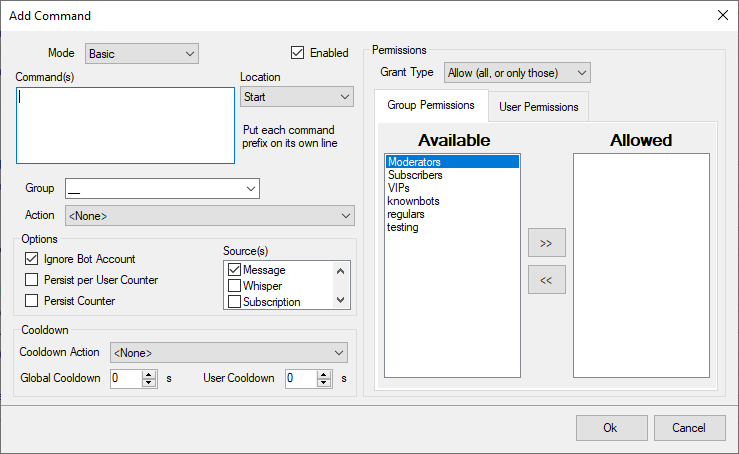 Add Command
Mode
Basic
Enabled
Command(s)
Location
Start
Put each command
prefix on its own line
Group
__
Action
<None>
Options
Ignore Bot Account
Persist per User Counter
Persist Counter
Source(s)
Message
Whisper
Subscription
Cooldown
Cooldown Action
<None>
Global Cooldown
0
s
User Cooldown
0
s
Permissions
Grant Type
Allow (all, or only those)
Group Permissions
User Permissions
Available
Moderators
Subscribers
VIPs
knownbots
regulars
testing
>>
<<
Allowed
Ok
Cancel